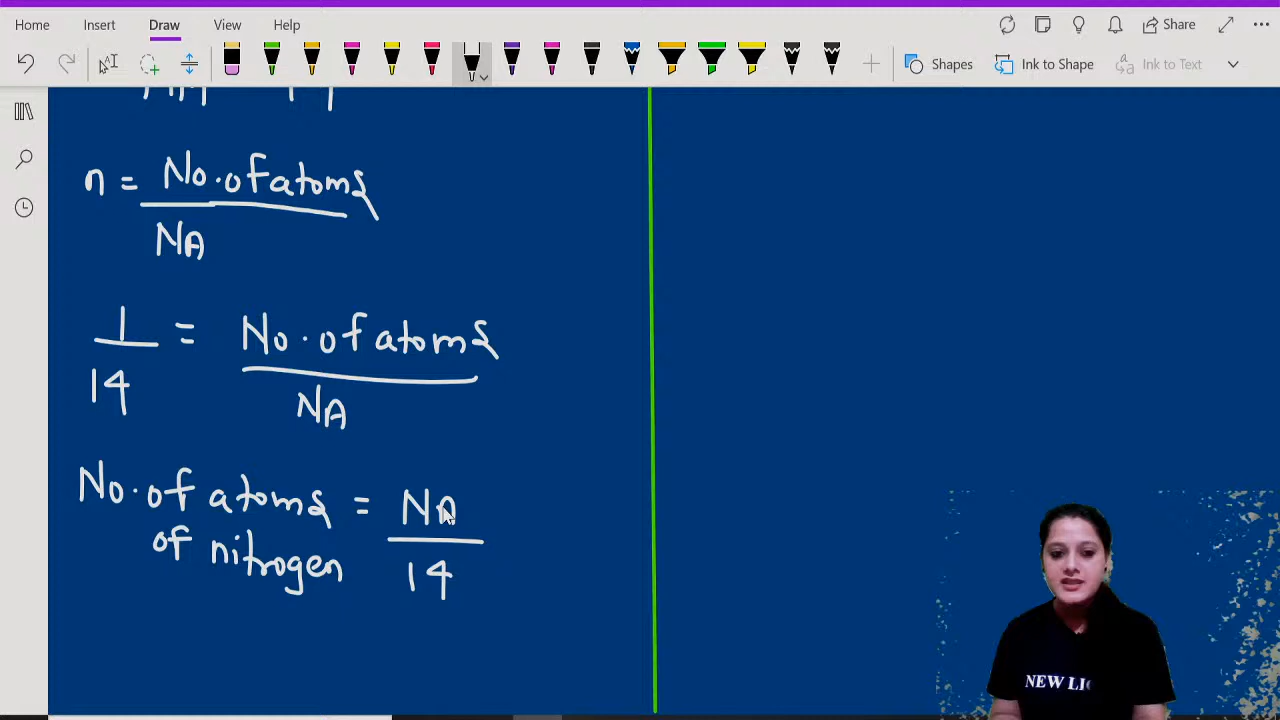 Home Insert Draw View Help Share
Shapes Ink to Shape Ink to Text
n = No. of atoms
NA
1 = No. of atoms
14 NA
No. of atoms = NA
of nitrogen 14
NEW LI